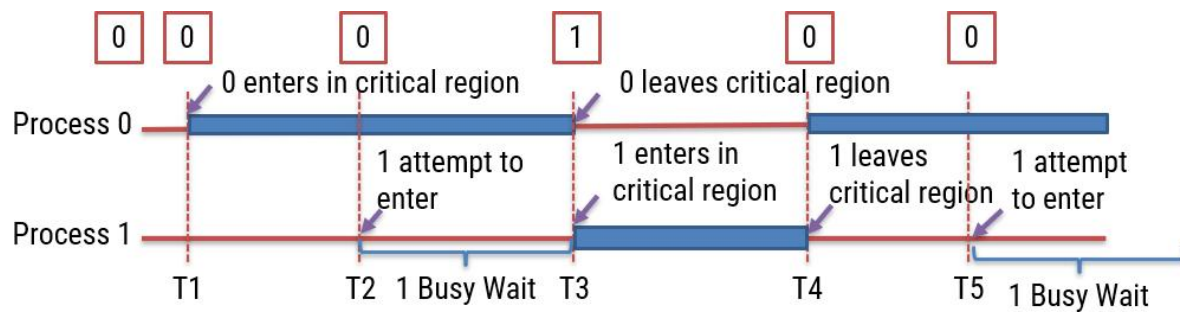 0 0 0 1 0 0
0 enters in critical region
0 leaves critical region
Process 0
1 attempt to
enter
1 enters in
critical region
1 leaves
critical region
1 attempt
to enter
Process 1
T1 T2 1 Busy Wait T3 T4 T5 1 Busy Wait